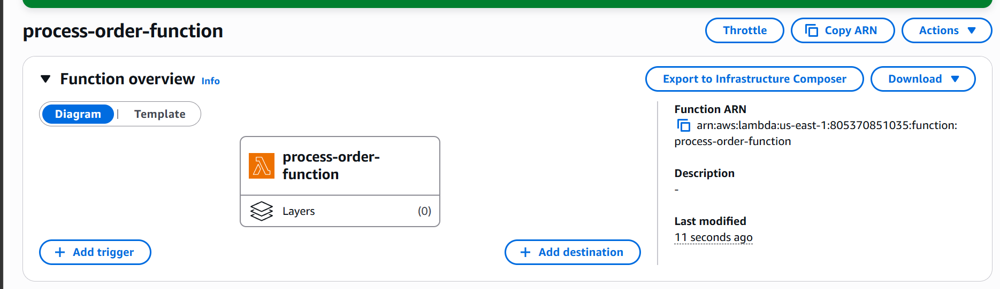 process-order-function
Throttle
Copy ARN
Actions
Function overview Info
Export to Infrastructure Composer
Download
Diagram | Template
process-order-
function
Layers (0)
+ Add trigger
+ Add destination
Function ARN
arn:aws:lambda:us-east-1:805370851035:function:
process-order-function
Description
-
Last modified
11 seconds ago